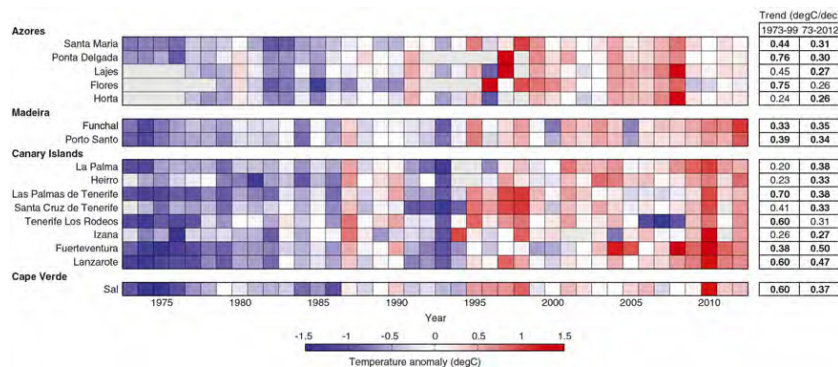 Trend (degC/dec
Azores 1973-99 73-2012
Santa Maria 0.44 0.31
Ponta Delgada 0.76 0.30
Lajes 0.45 0.27
Flores 0.75 0.26
Horta 0.24 0.26
Madeira
Funchal 0.33 0.35
Porto Santo 0.39 0.34
Canary Islands
La Palma 0.20 0.38
Heirro 0.23 0.33
Las Palmas de Tenerife 0.70 0.38
Santa Cruz de Tenerife 0.41 0.33
Tenerife Los Rodeos 0.60 0.31
Izana 0.26 0.27
Fuerteventura 0.38 0.50
Lanzarote 0.60 0.47
Cape Verde
Sal 0.60 0.37
1975 1980 1985 1990 1995 2000 2005 2010
Year
-1.5 -1 -0.5 0 0.5 1 1.5
Temperature anomaly (degC)